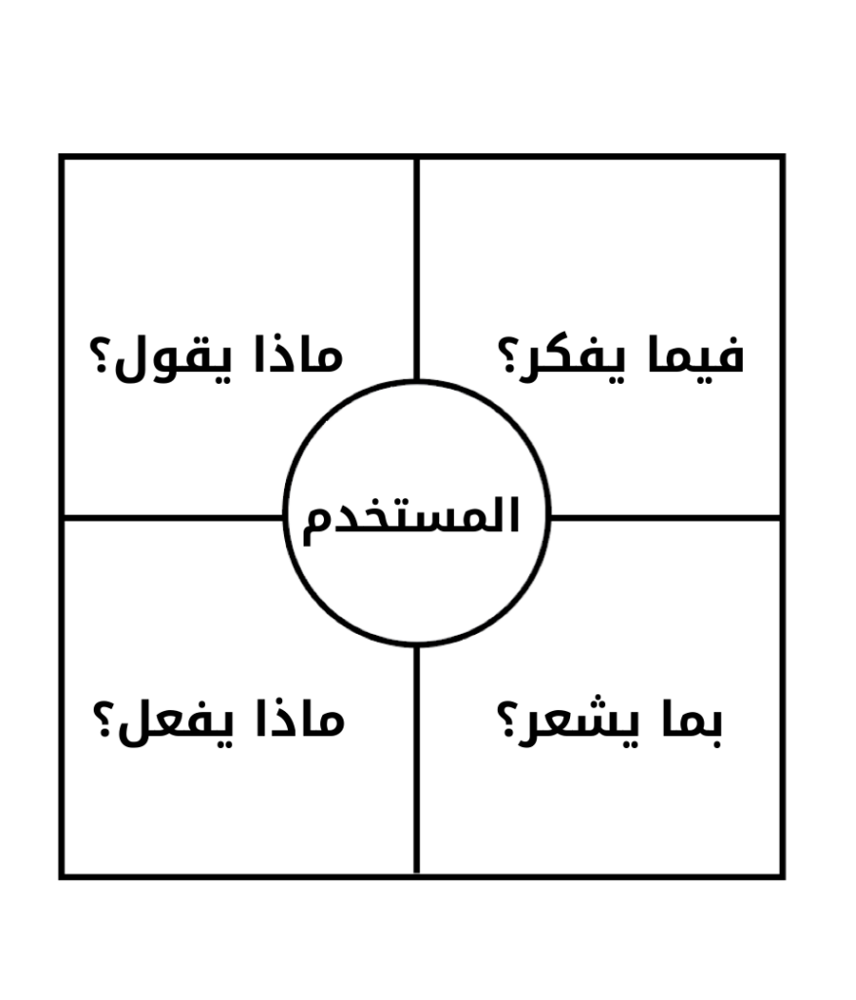 فيما يفكر؟
ماذا يقول؟
المستخدم
بما يشعر؟
ماذا يفعل؟